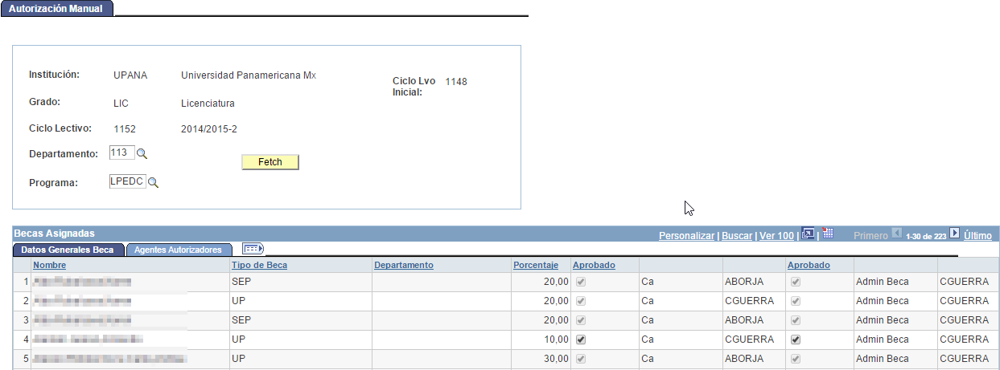 Autorización Manual
Institución: UPANA Universidad Panamericana Mx
Ciclo Lvo Inicial: 1148
Grado: LIC Licenciatura
Ciclo Lectivo: 1152 2014/2015-2
Departamento: 113
Fetch
Programa: LPEDC
Becas Asignadas Personalizar | Buscar | Ver 100 | | Primero 1-30 de 223 Último
Datos Generales Beca Agentes Autorizadores
Nombre Tipo de Beca Departamento Porcentaje Aprobado Aprobado
1 SEP 20,00 Ca ABORJA Admin Beca CGUERRA
2 UP 20,00 Ca CGUERRA Admin Beca CGUERRA
3 SEP 20,00 Ca ABORJA Admin Beca CGUERRA
4 UP 10,00 Ca CGUERRA Admin Beca CGUERRA
5 UP 30,00 Ca ABORJA Admin Beca CGUERRA